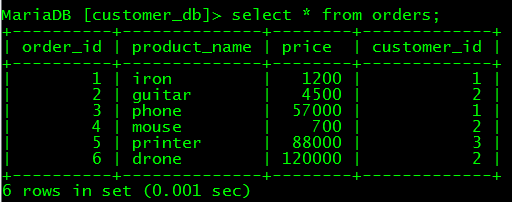 MariaDB [customer_db]> select * from orders;
+----------+--------------+--------+-------------+
| order_id | product_name | price  | customer_id |
+----------+--------------+--------+-------------+
|        1 | iron         |   1200 |           1 |
|        2 | guitar       |   4500 |           2 |
|        3 | phone        |  57000 |           1 |
|        4 | mouse        |    700 |           2 |
|        5 | printer      |  88000 |           3 |
|        6 | drone        | 120000 |           2 |
+----------+--------------+--------+-------------+
6 rows in set (0.001 sec)